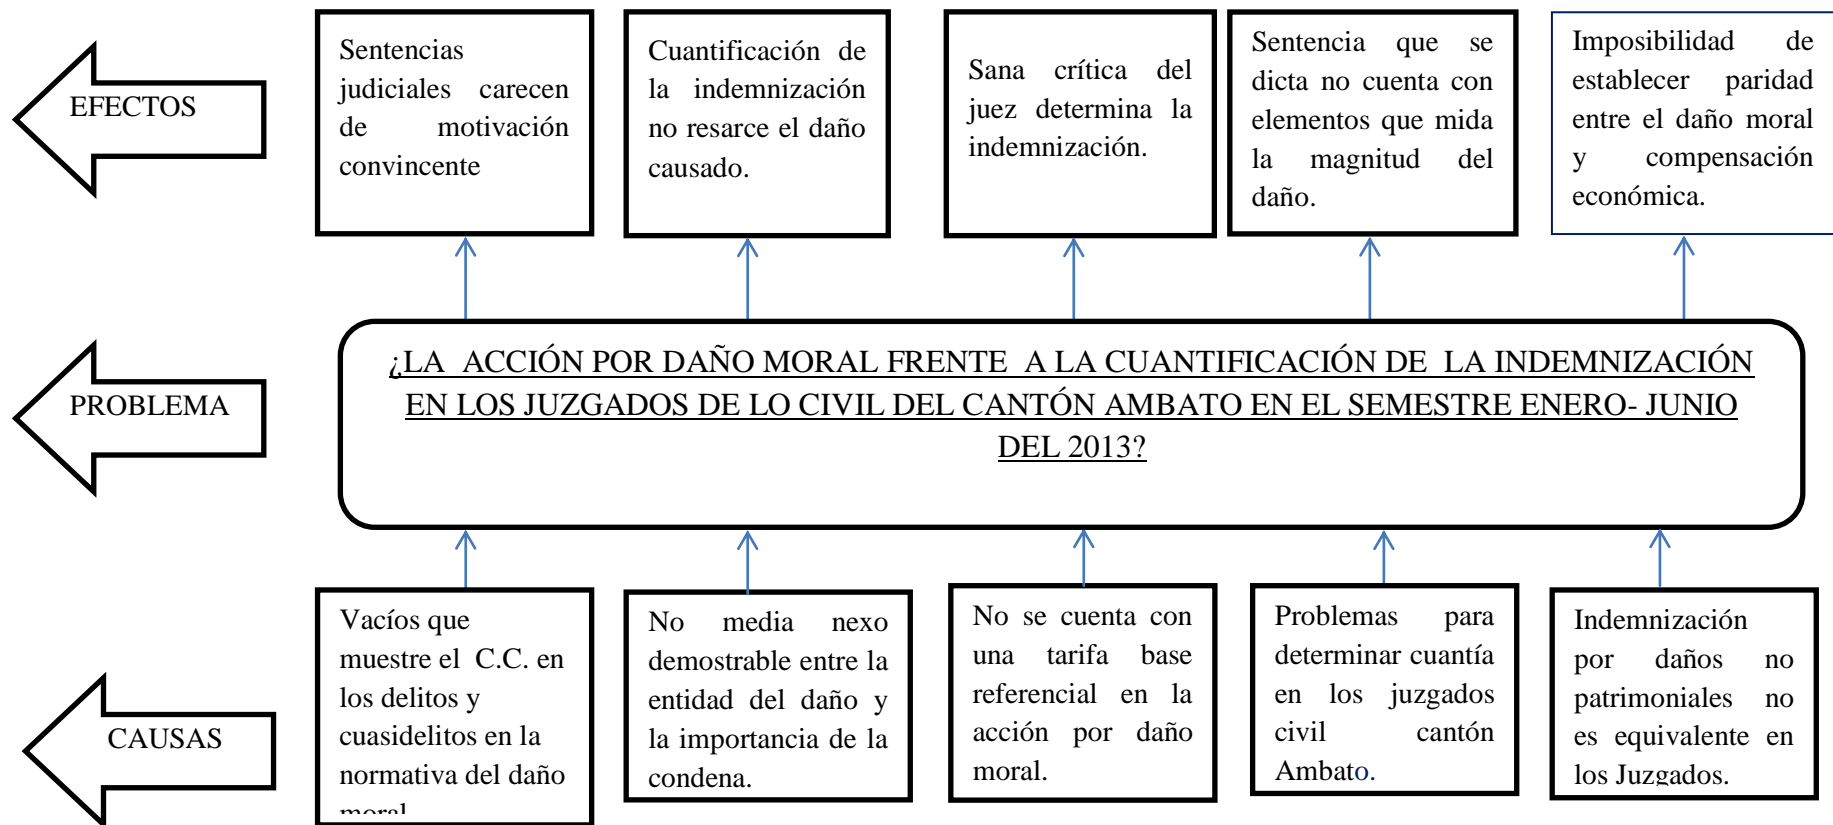 EFECTOS
Sentencias
judiciales carecen
de motivación
convincente
Cuantificación de
la indemnización
no resarce el daño
causado.
Sana crítica del
juez determina la
indemnización.
Sentencia que se
dicta no cuenta con
elementos que mida
la magnitud del
daño.
Imposibilidad de
establecer paridad
entre el daño moral
y compensación
económica.
PROBLEMA
¿LA ACCIÓN POR DAÑO MORAL FRENTE A LA CUANTIFICACIÓN DE LA INDEMNIZACIÓN
EN LOS JUZGADOS DE LO CIVIL DEL CANTÓN AMBATO EN EL SEMESTRE ENERO- JUNIO
DEL 2013?
CAUSAS
Vacíos que
muestre el C.C. en
los delitos y
cuasidelitos en la
normativa del daño
moral
No media nexo
demostrable entre la
entidad del daño y
la importancia de la
condena.
No se cuenta con
una tarifa base
referencial en la
acción por daño
moral.
Problemas para
determinar cuantía
en los juzgados
civil cantón
Ambato.
Indemnización
por daños no
patrimoniales no
es equivalente en
los Juzgados.